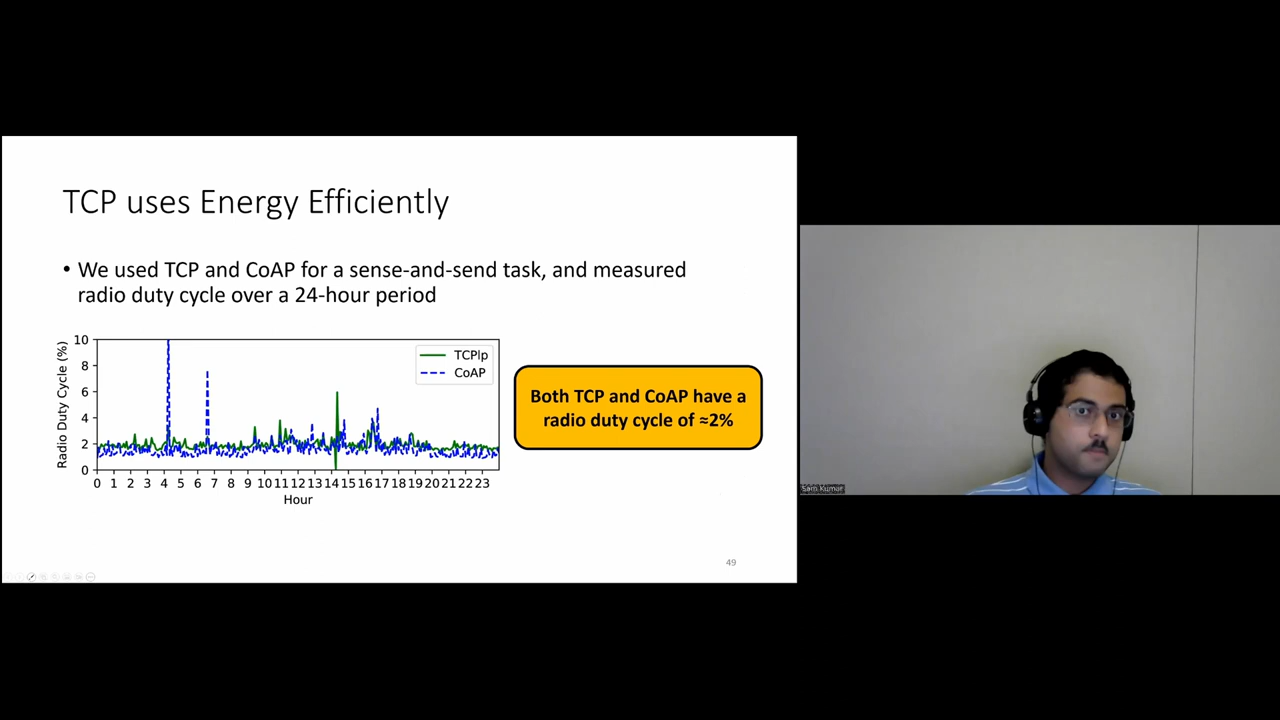 TCP uses Energy Efficiently
• We used TCP and CoAP for a sense-and-send task, and measured
radio duty cycle over a 24-hour period
Radio Duty Cycle (%)
10
8
6
4
2
0
TCPlp
CoAP
0 1 2 3 4 5 6 7 8 9 10 11 12 13 14 15 16 17 18 19 20 21 22 23
Hour
Both TCP and CoAP have a
radio duty cycle of ≈2%
49
Sam Kumar